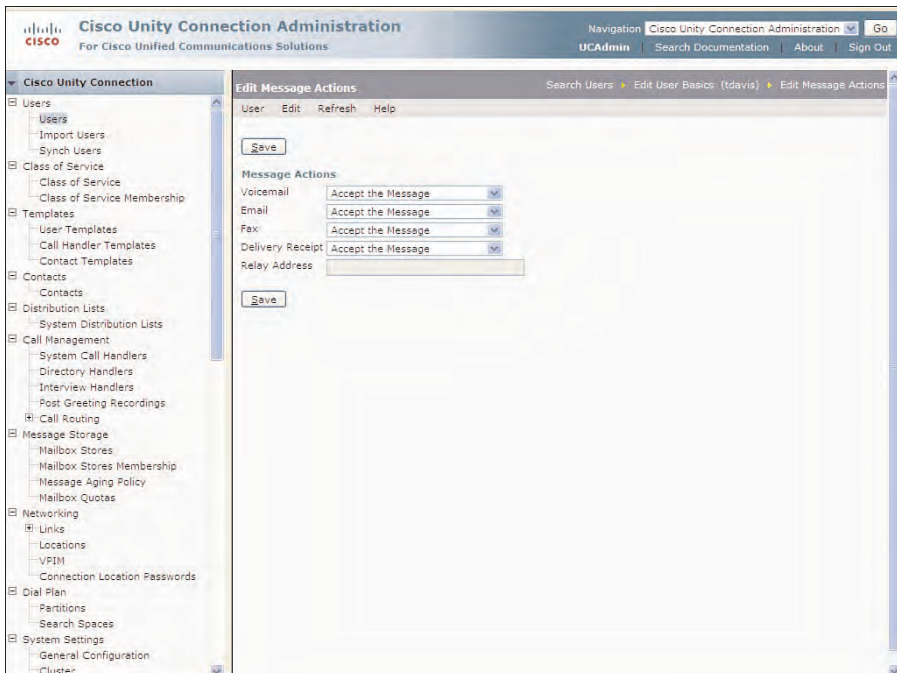 CISCO
Cisco Unity Connection Administration
For Cisco Unified Communications Solutions
Navigation Cisco Unity Connection Administration Go
UCAdmin | Search Documentation | About | Sign Out
Cisco Unity Connection
Users
Users
Import Users
Synch Users
Class of Service
Class of Service
Class of Service Membership
Templates
User Templates
Call Handler Templates
Contact Templates
Contacts
Contacts
Distribution Lists
System Distribution Lists
Call Management
System Call Handlers
Directory Handlers
Interview Handlers
Post Greeting Recordings
Call Routing
Message Storage
Mailbox Stores
Mailbox Stores Membership
Message Aging Policy
Mailbox Quotas
Networking
Links
Locations
VPIM
Connection Location Passwords
Dial Plan
Partitions
Search Spaces
System Settings
General Configuration
Cluster
Edit Message Actions
Search Users Edit User Basics (tdavis) Edit Message Actions
User Edit Refresh Help
Save
Message Actions
Voicemail Accept the Message
Email Accept the Message
Fax Accept the Message
Delivery Receipt Accept the Message
Relay Address
Save